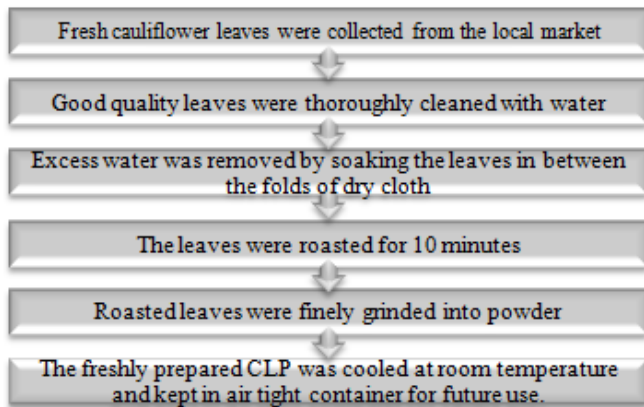 Fresh cauliflower leaves were collected from the local market
Good quality leaves were thoroughly cleaned with water
Excess water was removed by soaking the leaves in between
the folds of dry cloth
The leaves were roasted for 10 minutes
Roasted leaves were finely grinded into powder
The freshly prepared CLP was cooled at room temperature
and kept in air tight container for future use.